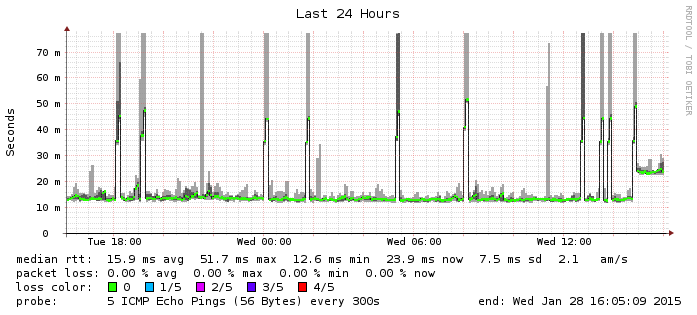 Last 24 Hours
RRDTOOL / TOBI OETIKER
Seconds
70 m
60 m
50 m
40 m
30 m
20 m
10 m
0
Tue 18:00 Wed 00:00 Wed 06:00 Wed 12:00
median rtt: 15.9 ms avg 51.7 ms max 12.6 ms min 23.9 ms now 7.5 ms sd 2.1 am/s
packet loss: 0.00 % avg 0.00 % max 0.00 % min 0.00 % now
loss color: 0 1/5 2/5 3/5 4/5
probe: 5 ICMP Echo Pings (56 Bytes) every 300s end: Wed Jan 28 16:05:09 2015